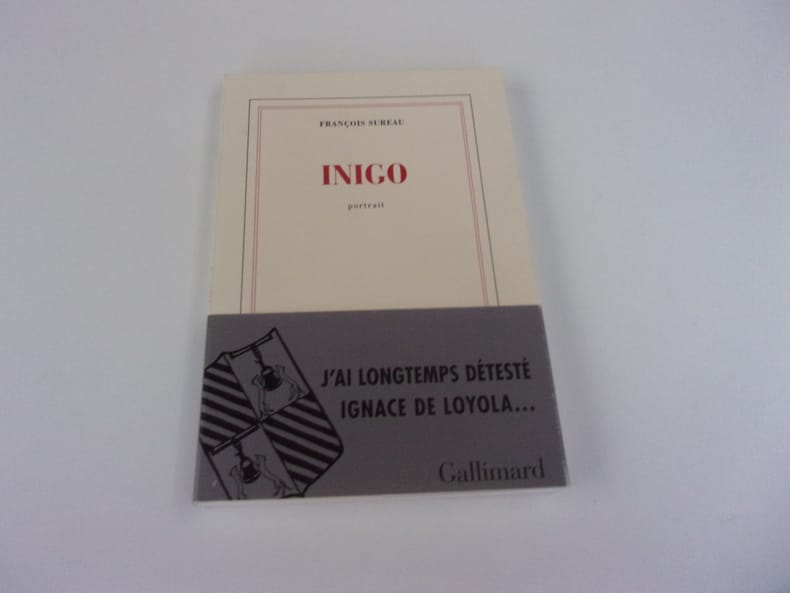 FRANÇOIS SUREAU
INIGO
portrait
J'AI LONGTEMPS DÉTESTÉ
IGNACE DE LOYOLA...
Gallimard